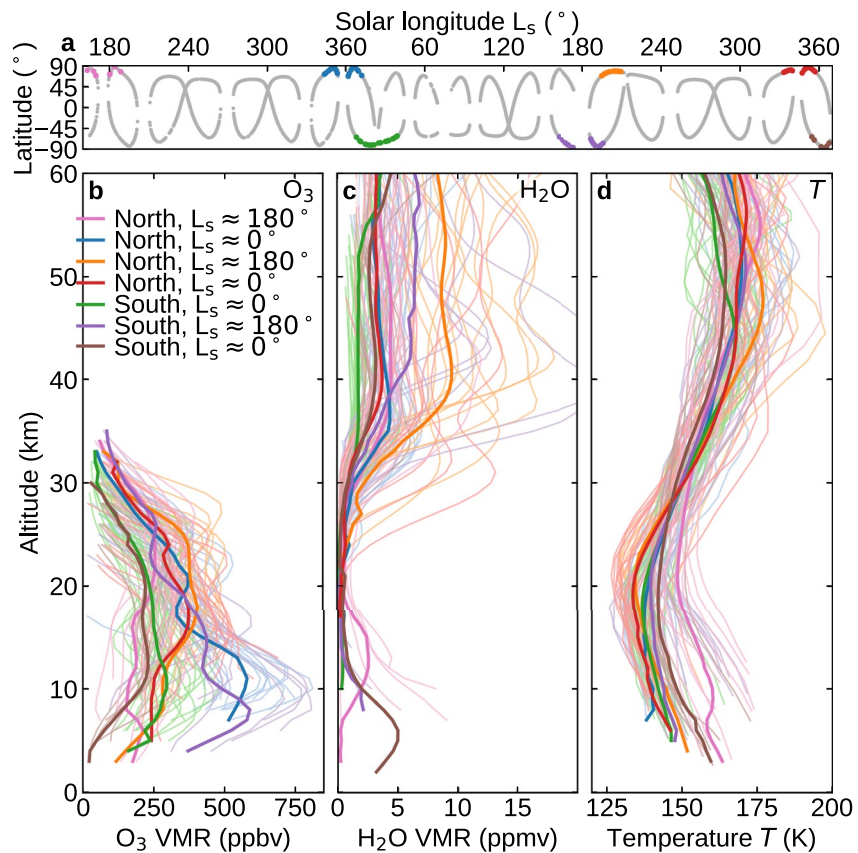 Solar longitude Lₛ (°)
180 240 300 360 60 120 180 240 300 360
a
Latitude (°)
90
45
0
−45
−90
60
50
40
30
20
10
0
Altitude (km)
b O₃
North, Lₛ ≈ 180°
North, Lₛ ≈ 0°
North, Lₛ ≈ 180°
North, Lₛ ≈ 0°
South, Lₛ ≈ 0°
South, Lₛ ≈ 180°
South, Lₛ ≈ 0°
c H₂O
d T
0 250 500 750
O₃ VMR (ppbv)
0 5 10 15
H₂O VMR (ppmv)
125 150 175 200
Temperature T (K)